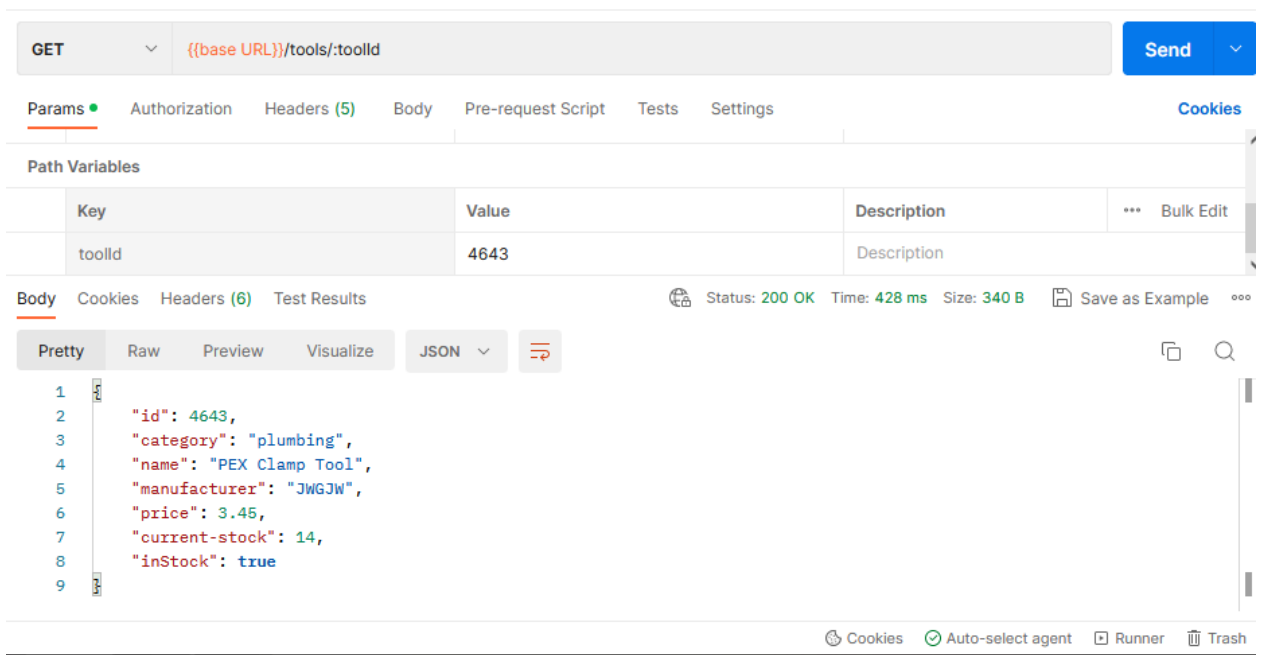 GET {{base URL}}/tools/:toolId Send
Params Authorization Headers (5) Body Pre-request Script Tests Settings Cookies
Path Variables
Key Value Description Bulk Edit
toolId 4643 Description
Body Cookies Headers (6) Test Results Status: 200 OK Time: 428 ms Size: 340 B Save as Example
Pretty Raw Preview Visualize JSON
1 {
2 "id": 4643,
3 "category": "plumbing",
4 "name": "PEX Clamp Tool",
5 "manufacturer": "JWGJW",
6 "price": 3.45,
7 "current-stock": 14,
8 "inStock": true
9 }
Cookies Auto-select agent Runner Trash